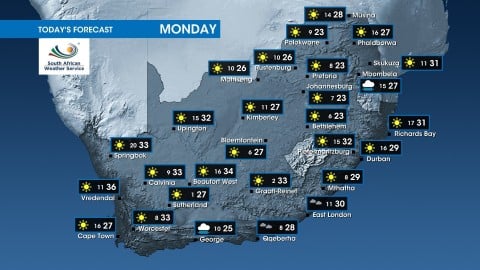 TODAY'S FORECAST MONDAY
South African
Weather Service
14 28 Musina
9 23
Polokwane
16 27
Phalaborwa
10 26
Rustenburg
10 26
Mahikeng
8 23
Pretoria
Skukuza 11 31
Mbombela
15 27
Johannesburg
7 23
11 27
Kimberley
15 32
Upington
6 23
Bethlehem
17 31
Richards Bay
Bloemfontein
6 27
15 32
Pietermaritzburg
16 29
Durban
20 33
Springbok
9 33
Calvinia
16 34
Beaufort West
2 33
Graaff-Reinet
8 29
Mthatha
11 36
Vredendal
1 27
Sutherland
11 30
East London
16 27
Cape Town
8 33
Worcester
10 25
George
8 28
Gqeberha